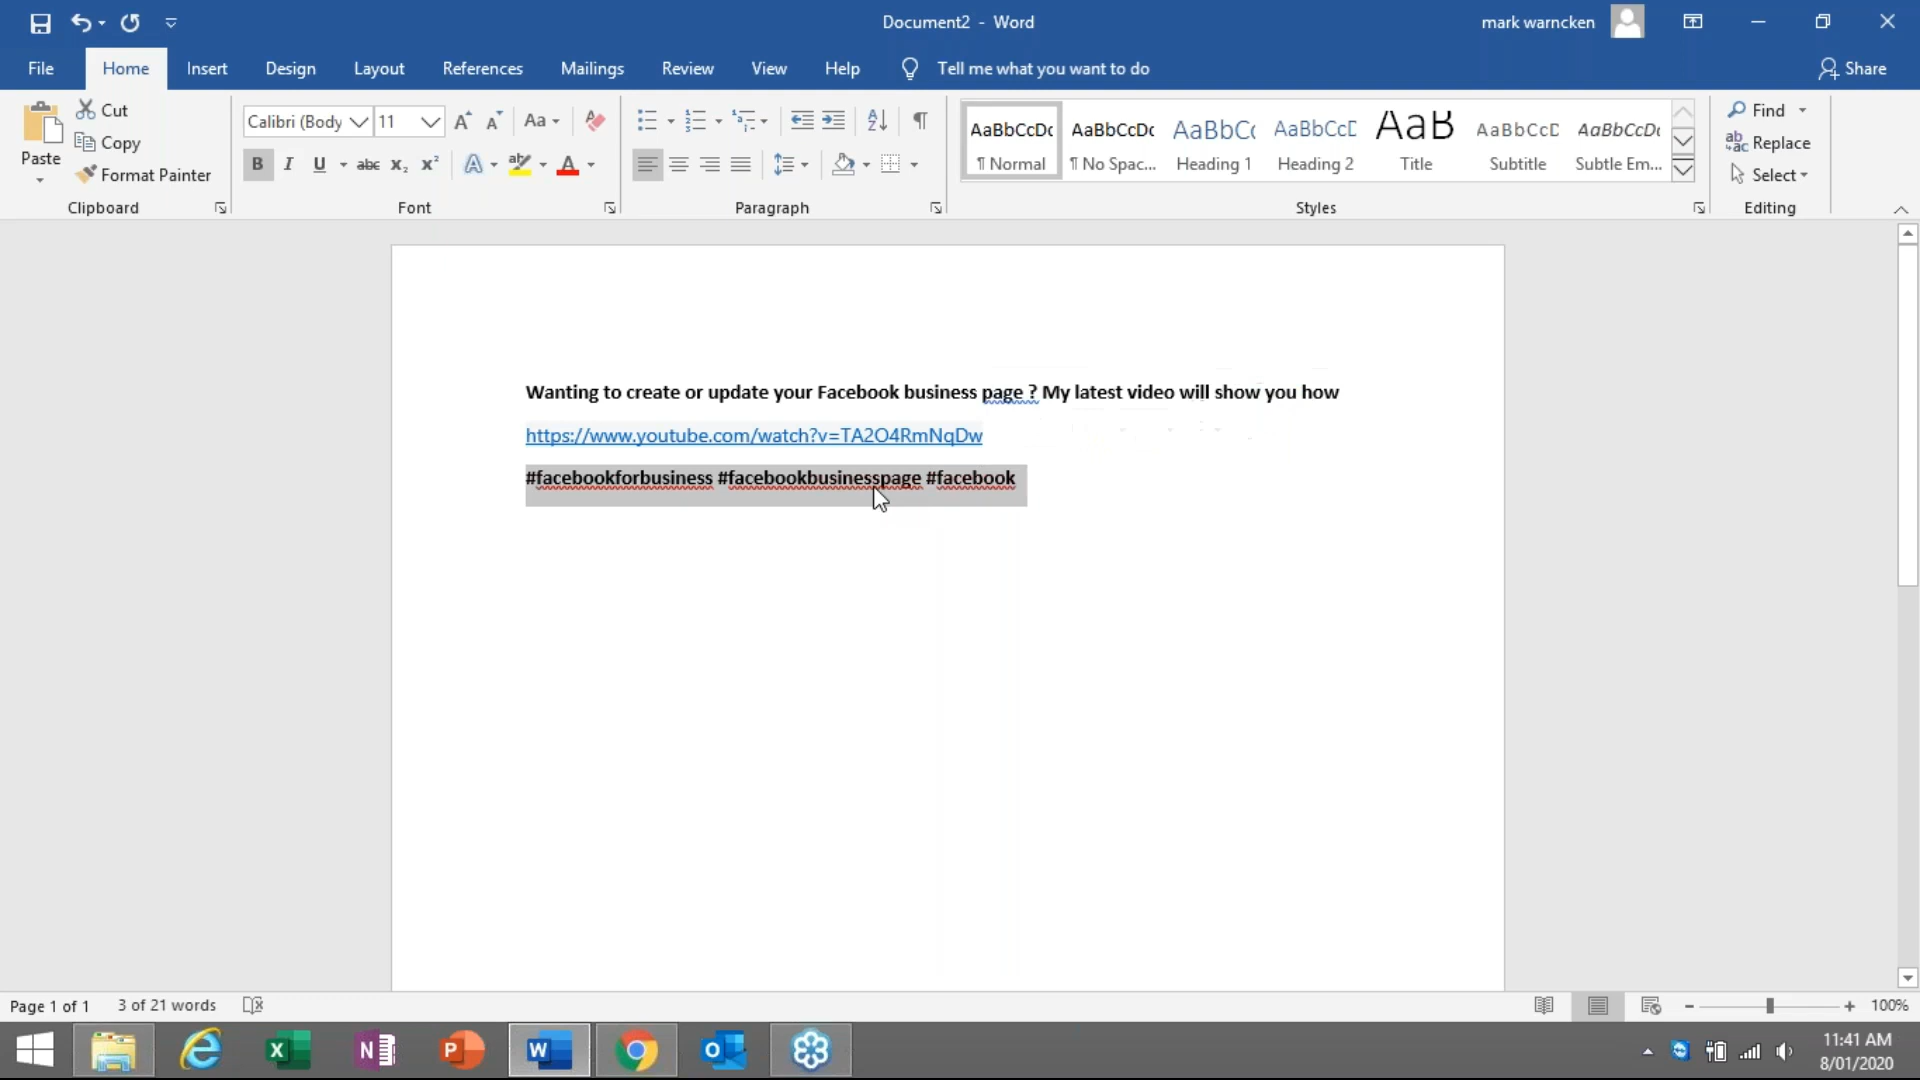 Document2 - Word
mark warncken
File Home Insert Design Layout References Mailings Review View Help Tell me what you want to do Share
Paste
Cut
Copy
Format Painter
Clipboard
Calibri (Body 11
Aa
B I U abc x₂ x² A ab A
Font
Paragraph
AaBbCcDc AaBbCcDc AaBbC AaBbCcD AaB AaBbCcD AaBbCcDc
¶ Normal ¶ No Spac... Heading 1 Heading 2 Title Subtitle Subtle Em...
Styles
Find
Replace
Select
Editing
Wanting to create or update your Facebook business page ? My latest video will show you how
https://www.youtube.com/watch?v=TA2O4RmNqDw
#facebookforbusiness #facebookbusinesspage #facebook
Page 1 of 1 3 of 21 words
100%
11:41 AM
8/01/2020